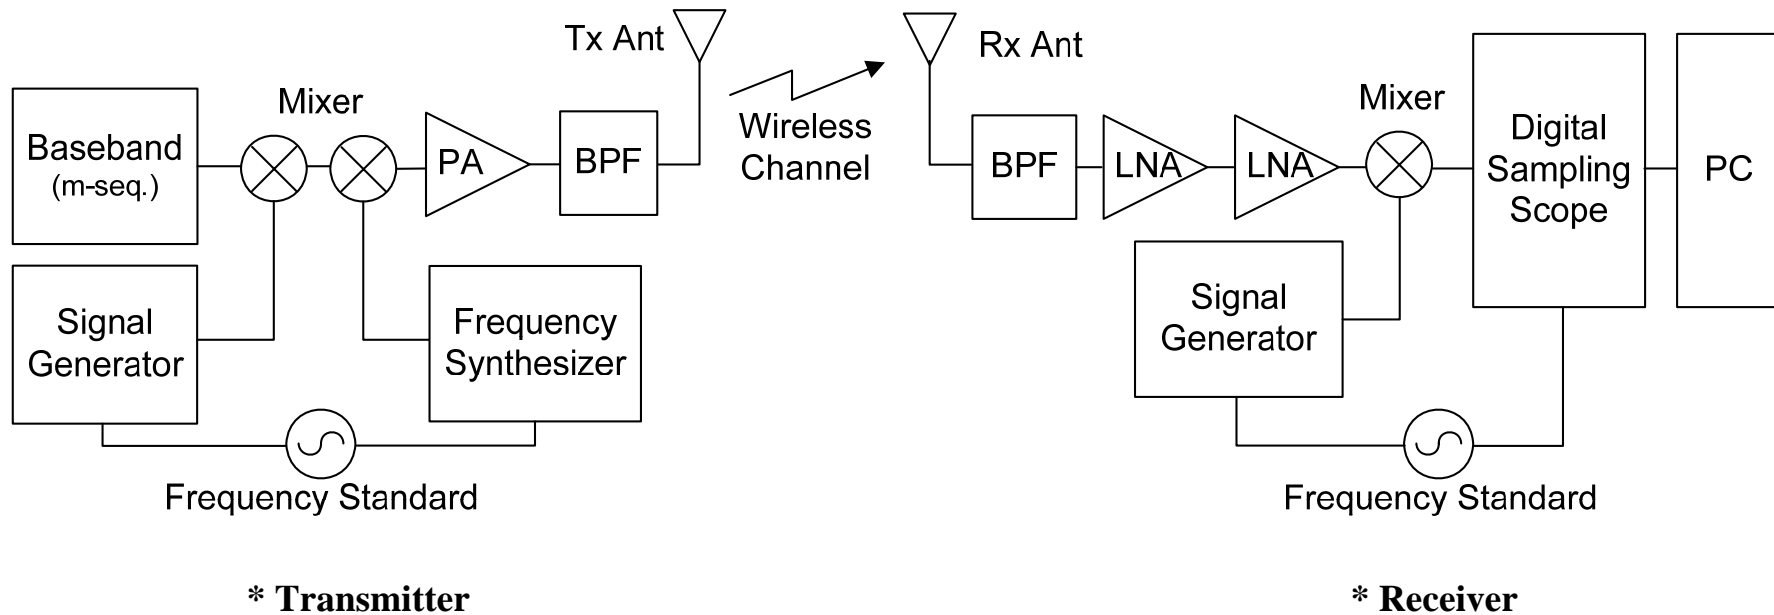 Tx Ant
Rx Ant
Mixer
Mixer
Baseband
(m-seq.)
PA
BPF
Wireless
Channel
BPF
LNA
LNA
Digital
Sampling
Scope
PC
Signal
Generator
Frequency
Synthesizer
Signal
Generator
Frequency Standard
Frequency Standard
* Transmitter
* Receiver